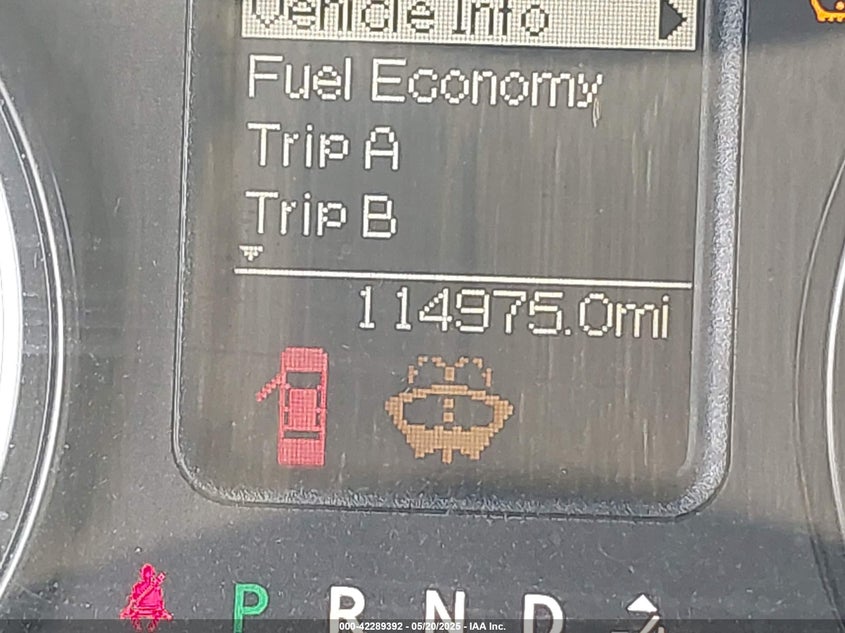 Vehicle Info
Fuel Economy
Trip A
Trip B
114975.0mi
P R N D
000-42289392 - 05/20/2025 - IAA Inc.